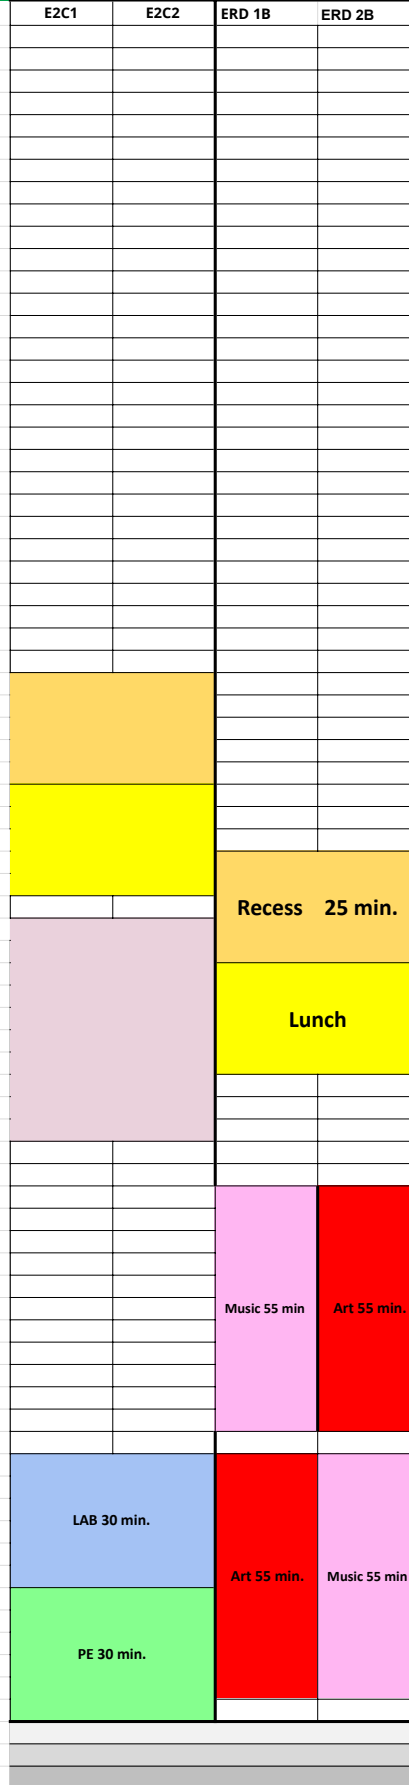 E2C1 E2C2 ERD 1B ERD 2B
Recess 25 min.
Lunch
Music 55 min Art 55 min.
LAB 30 min.
Art 55 min. Music 55 min
PE 30 min.